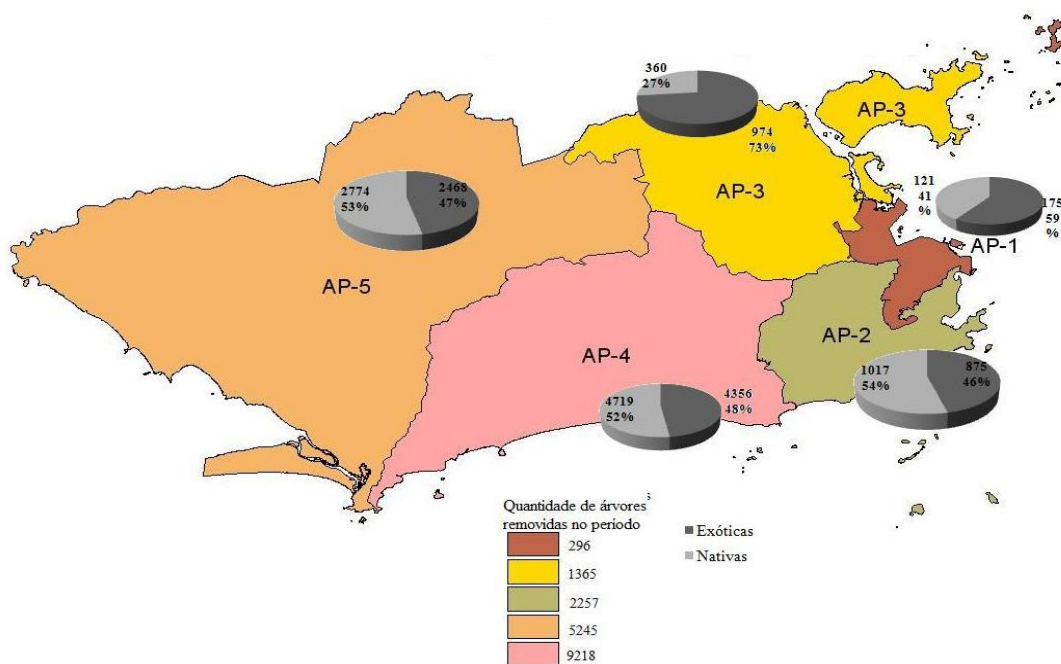 360
27%
974
73%
AP-3
AP-3
121
41
%
175
59
%
AP-1
2774
53%
2468
47%
AP-5
AP-2
AP-4
1017
54%
875
46%
4719
52%
4356
48%
Quantidade de árvores
removidas no período
296
1365
2257
5245
9218
Exóticas
Nativas